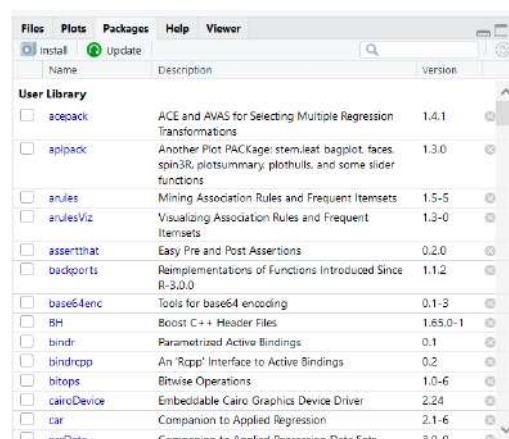 Files Plots Packages Help Viewer
Install Update
Name Description Version
User Library
acepack ACE and AVAS for Selecting Multiple Regression 1.4.1
Transformations
aplpack Another Plot PACKage: stem.leaf bagplot, faces, 1.3.0
spin3R, plotsummary, plothulls, and some slider
functions
arules Mining Association Rules and Frequent Itemsets 1.5-5
arulesViz Visualizing Association Rules and Frequent 1.3-0
Itemsets
assertthat Easy Pre and Post Assertions 0.2.0
backports Reimplementations of Functions Introduced Since 1.1.2
R-3.0.0
base64enc Tools for base64 encoding 0.1-3
BH Boost C++ Header Files 1.65.0-1
bindr Parametrized Active Bindings 0.1
bindrcpp An 'Rcpp' Interface to Active Bindings 0.2
bitops Bitwise Operations 1.0-6
cairoDevice Embeddable Cairo Graphics Device Driver 2.24
car Companion to Applied Regression 2.1-6
Companion to Applied Regression Data Sets